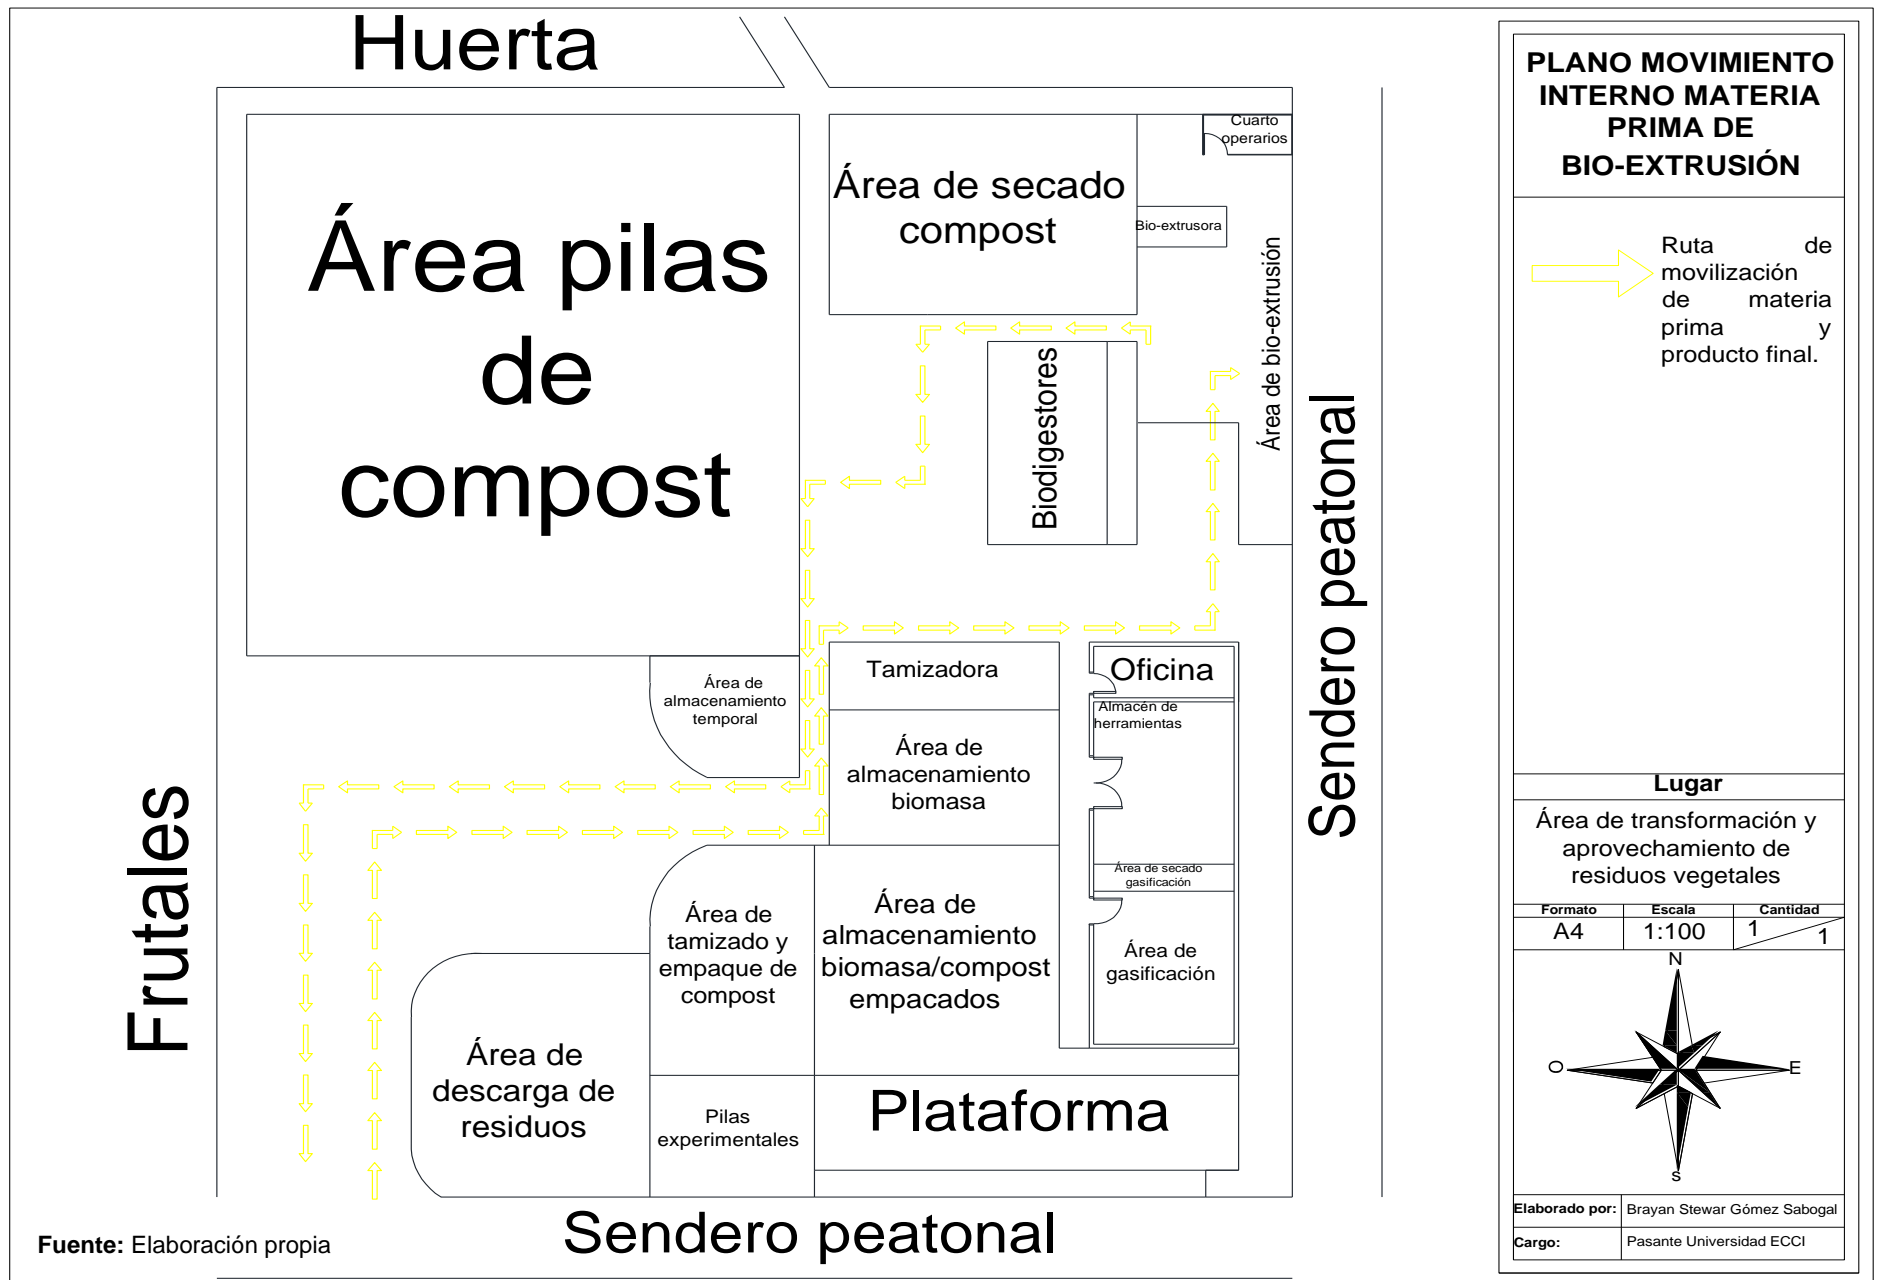 Huerta
Área pilas
de
compost
Área de secado
compost
Cuarto
operarios
Bio-extrusora
Área de bio-extrusión
Biodigestores
Sendero peatonal
Área de
almacenamiento
temporal
Tamizadora
Oficina
Almacén de
herramientas
Área de
almacenamiento
biomasa
Área de secado
gasificación
Área de
gasificación
Frutales
Área de
tamizado y
empaque de
compost
Área de
almacenamiento
biomasa/compost
empacados
Área de
descarga de
residuos
Pilas
experimentales
Plataforma
Sendero peatonal
Fuente: Elaboración propia
PLANO MOVIMIENTO
INTERNO MATERIA
PRIMA DE
BIO-EXTRUSIÓN
Ruta de
movilización
de materia
prima y
producto final.
Lugar
Área de transformación y
aprovechamiento de
residuos vegetales
Formato Escala Cantidad
A4 1:100 1 1
N
O E
s
Elaborado por: Brayan Stewar Gómez Sabogal
Cargo: Pasante Universidad ECCI